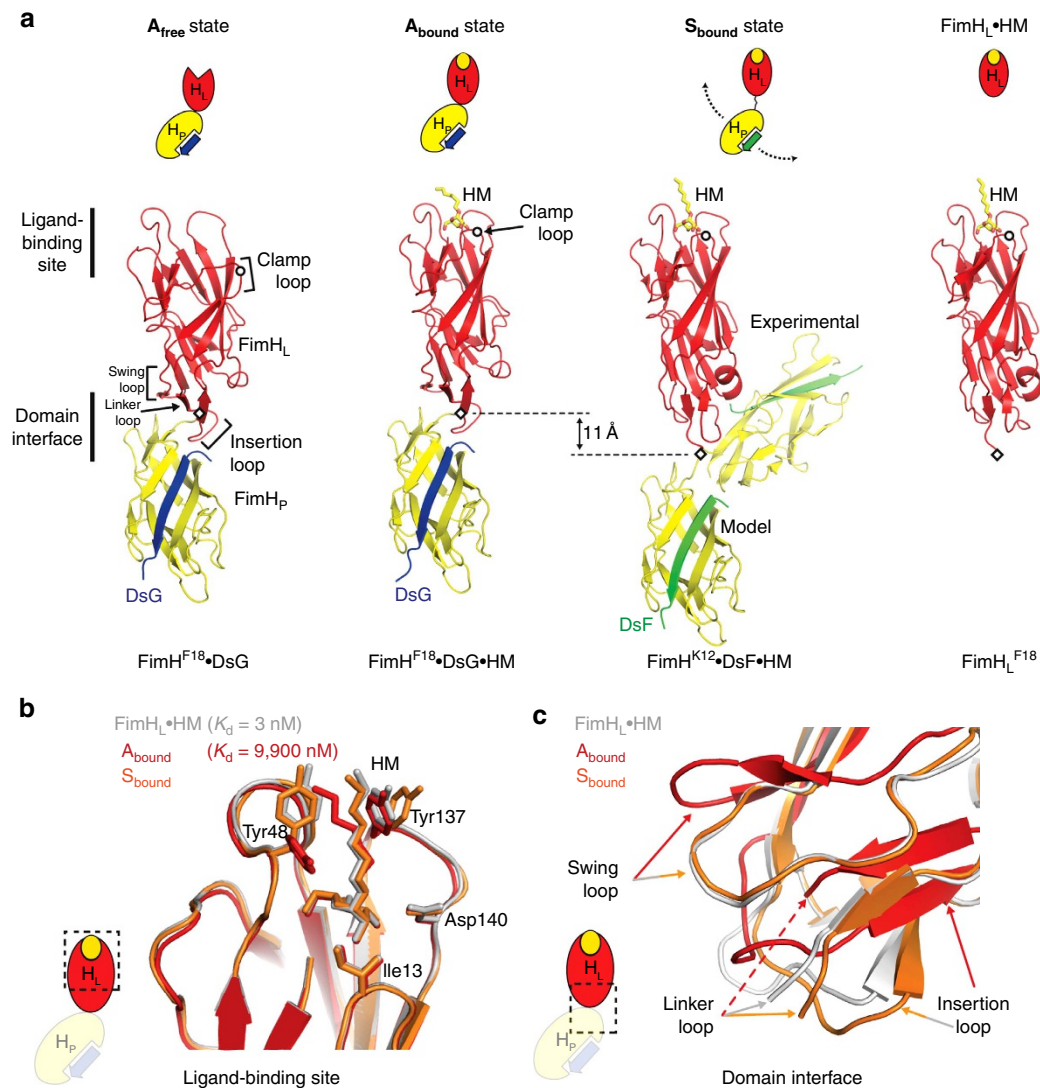 a
A_free state
A_bound state
S_bound state
FimH_L•HM
H_L
H_P
H_L
H_P
H_L
H_P
H_L
HM
HM
HM
Ligand-
binding
site
Clamp
loop
Clamp
loop
FimH_L
Experimental
Swing
loop
Linker
loop
Domain
interface
11 Å
Insertion
loop
FimH_P
Model
DsG
DsG
DsF
FimH^F18•DsG
FimH^F18•DsG•HM
FimH^K12•DsF•HM
FimH_L^F18
b
FimH_L•HM (K_d = 3 nM)
A_bound (K_d = 9,900 nM)
S_bound
HM
Tyr48
Tyr137
Asp140
Ile13
H_L
H_P
Ligand-binding site
c
FimH_L•HM
A_bound
S_bound
Swing
loop
Linker
loop
Insertion
loop
H_L
H_P
Domain interface